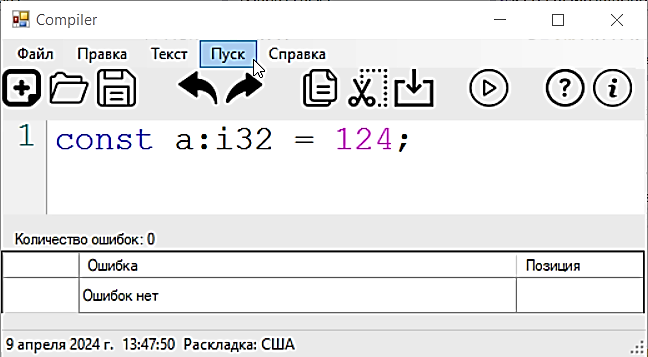 Compiler
Файл Правка Текст Пуск Справка
1 const a:i32 = 124;
Количество ошибок: 0
Ошибка Позиция
Ошибок нет
9 апреля 2024 г. 13:47:50 Раскладка: США